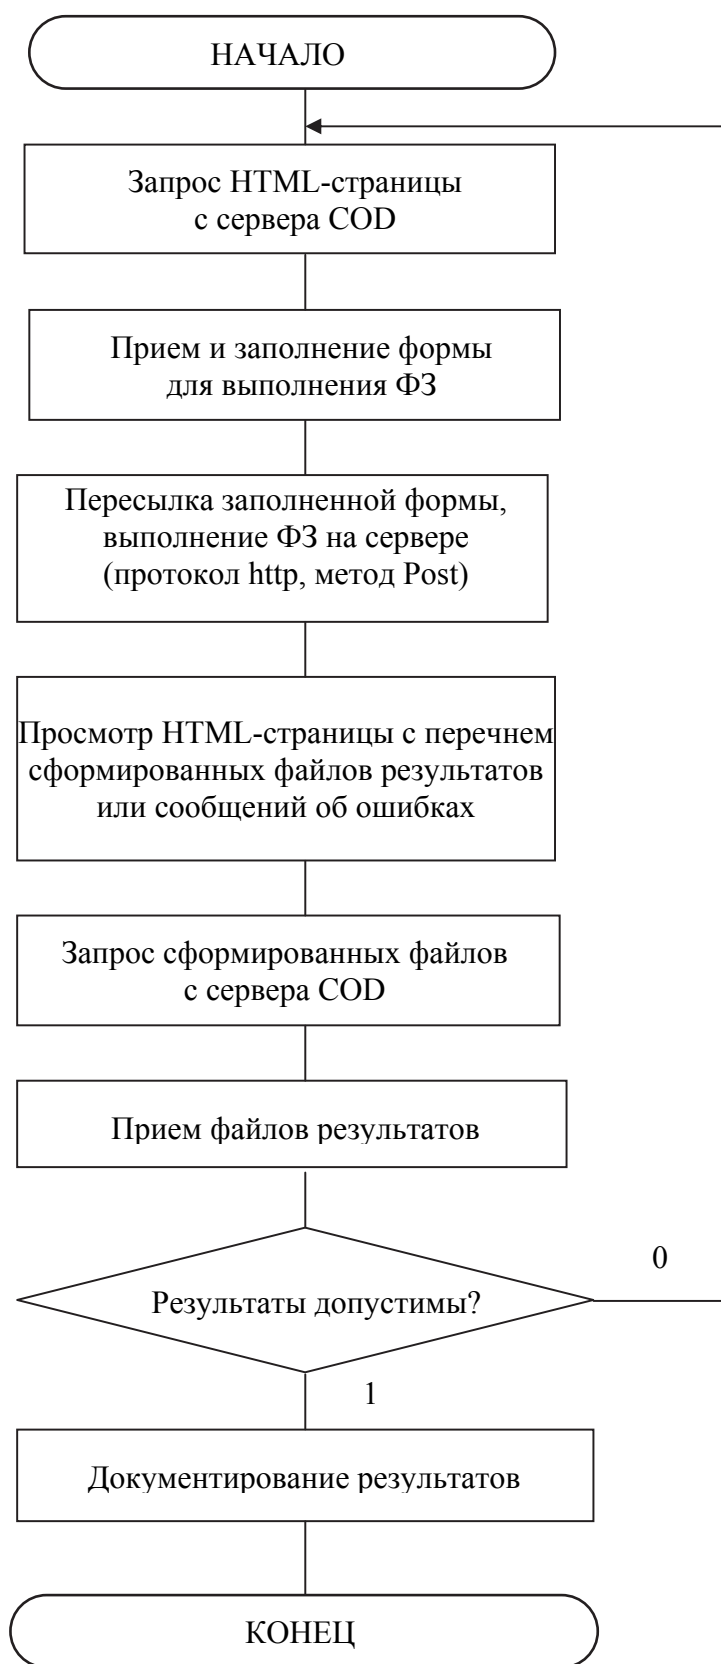 НАЧАЛО
Запрос HTML-страницы
с сервера COD
Прием и заполнение формы
для выполнения ФЗ
Пересылка заполненной формы,
выполнение ФЗ на сервере
(протокол http, метод Post)
Просмотр HTML-страницы с перечнем
сформированных файлов результатов
или сообщений об ошибках
Запрос сформированных файлов
с сервера COD
Прием файлов результатов
0
Результаты допустимы?
1
Документирование результатов
КОНЕЦ